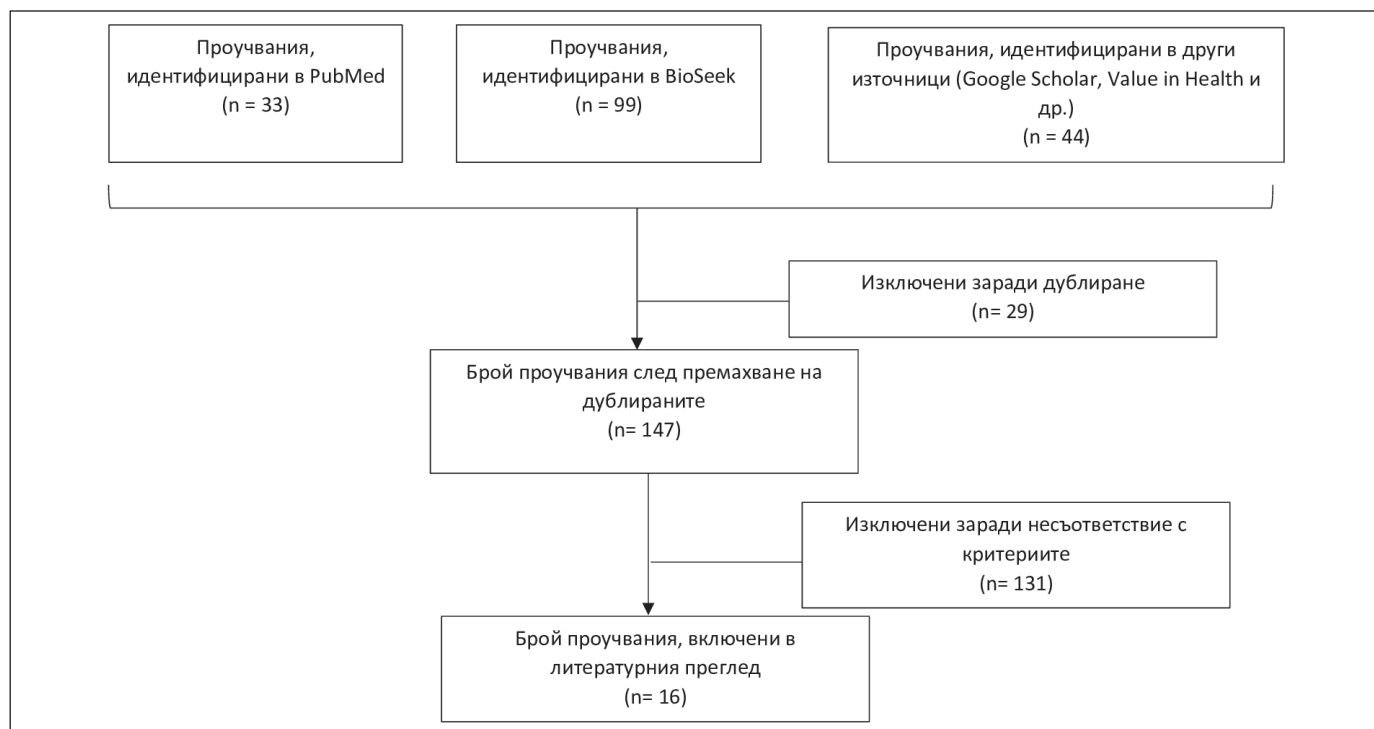 Проучвания,
идентифицирани в PubMed
(n = 33)
Проучвания,
идентифицирани в BioSeek
(n = 99)
Проучвания, идентифицирани в други
източници (Google Scholar, Value in Health и
др.)
(n = 44)
Изключени заради дублиране
(n= 29)
Брой проучвания след премахване на
дублираните
(n= 147)
Изключени заради несъответствие с
критериите
(n= 131)
Брой проучвания, включени в
литературния преглед
(n= 16)